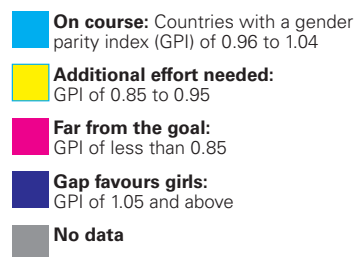 On course: Countries with a gender
parity index (GPI) of 0.96 to 1.04
Additional effort needed:
GPI of 0.85 to 0.95
Far from the goal:
GPI of less than 0.85
Gap favours girls:
GPI of 1.05 and above
No data